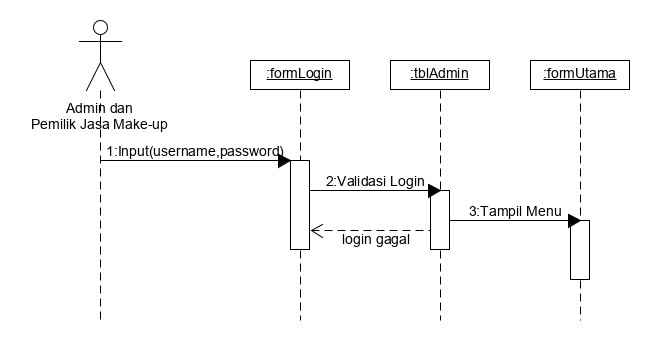 :formLogin
:tblAdmin
:formUtama
Admin dan
Pemilik Jasa Make-up
1:Input(username,password)
2:Validasi Login
3:Tampil Menu
login gagal